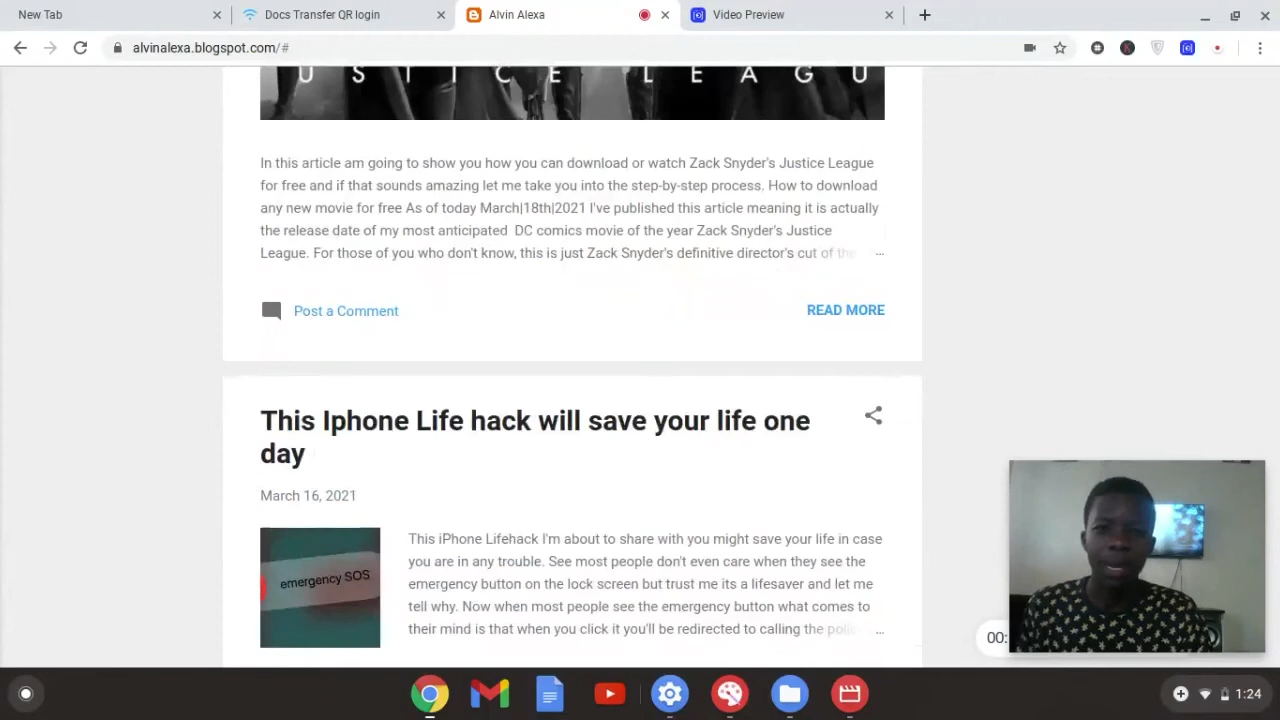 New Tab
Docs Transfer QR login
Alvin Alexa
Video Preview
alvinalexa.blogspot.com/#
USTICE LEAGU
In this article am going to show you how you can download or watch Zack Snyder's Justice League
for free and if that sounds amazing let me take you into the step-by-step process. How to download
any new movie for free As of today March|18th|2021 I've published this article meaning it is actually
the release date of my most anticipated DC comics movie of the year Zack Snyder's Justice
League. For those of you who don't know, this is just Zack Snyder's definitive director's cut of the ...
Post a Comment
READ MORE
This Iphone Life hack will save your life one
day
March 16, 2021
emergency SOS
This iPhone Lifehack I'm about to share with you might save your life in case
you are in any trouble. See most people don't even care when they see the
emergency button on the lock screen but trust me its a lifesaver and let me
tell why. Now when most people see the emergency button what comes to
their mind is that when you click it you'll be redirected to calling the ...
00:
1:24